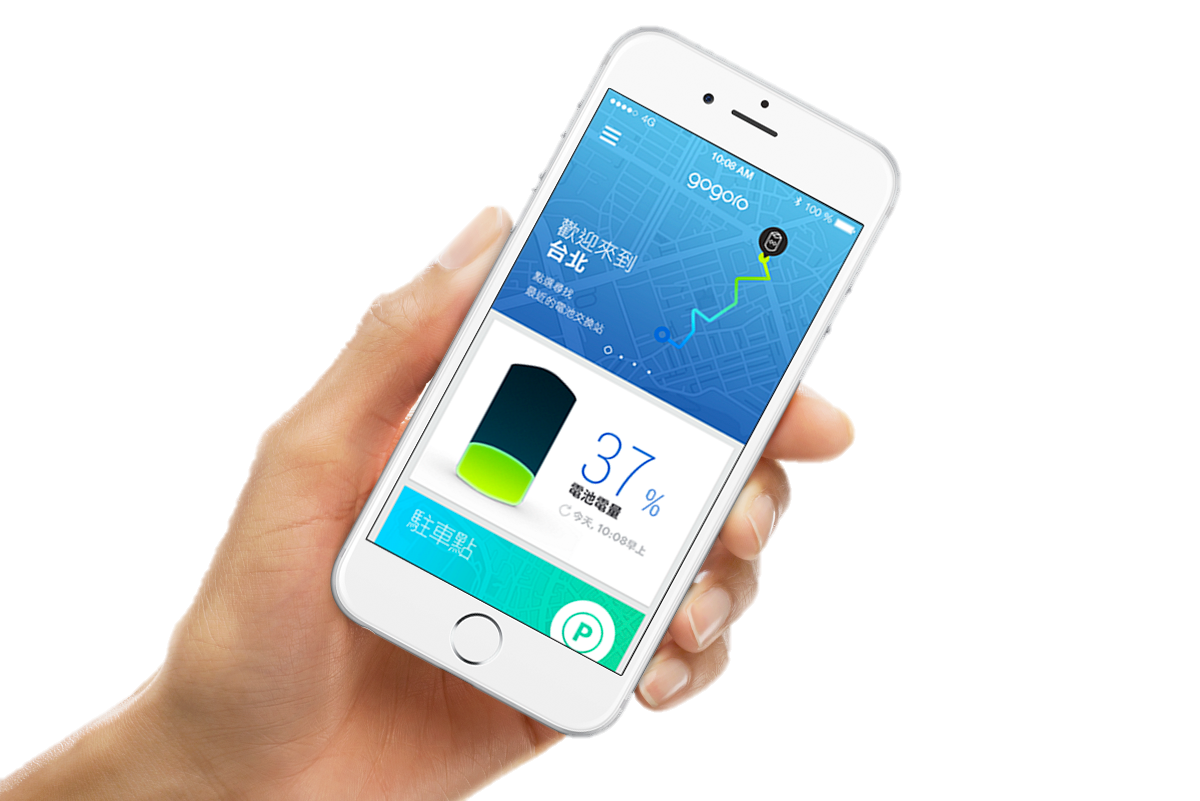 4G
10:08 AM
100 %
gogoro
歡迎來到
台北
點選尋找
最近的電池交換站
37%
電池電量
今天, 10:08早上
駐車點
P